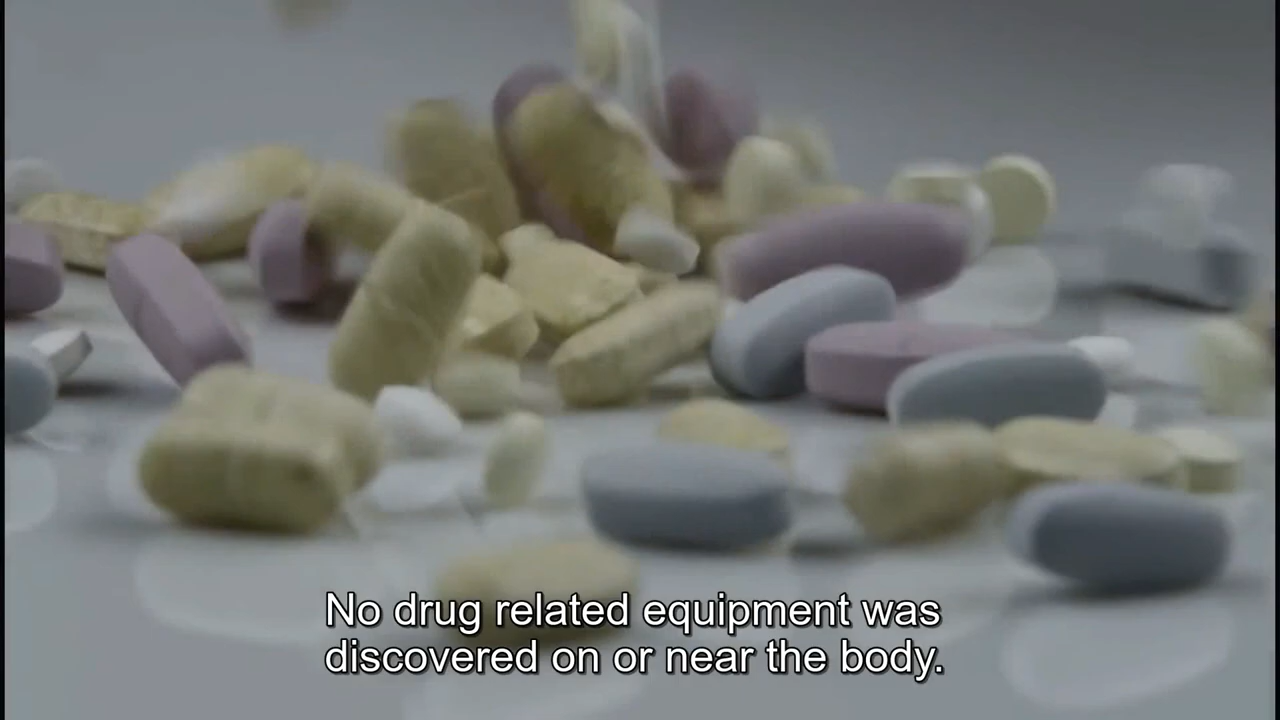 No drug related equipment was
discovered on or near the body.